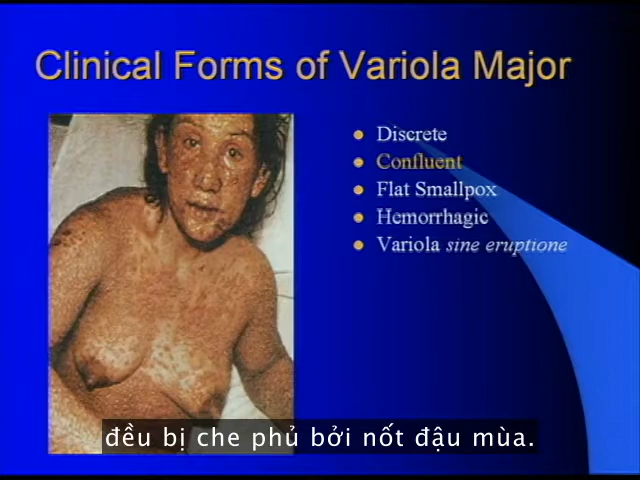 Clinical Forms of Variola Major
Discrete
Confluent
Flat Smallpox
Hemorrhagic
Variola sine eruptione
đều bị che phủ bởi nốt đậu mùa.